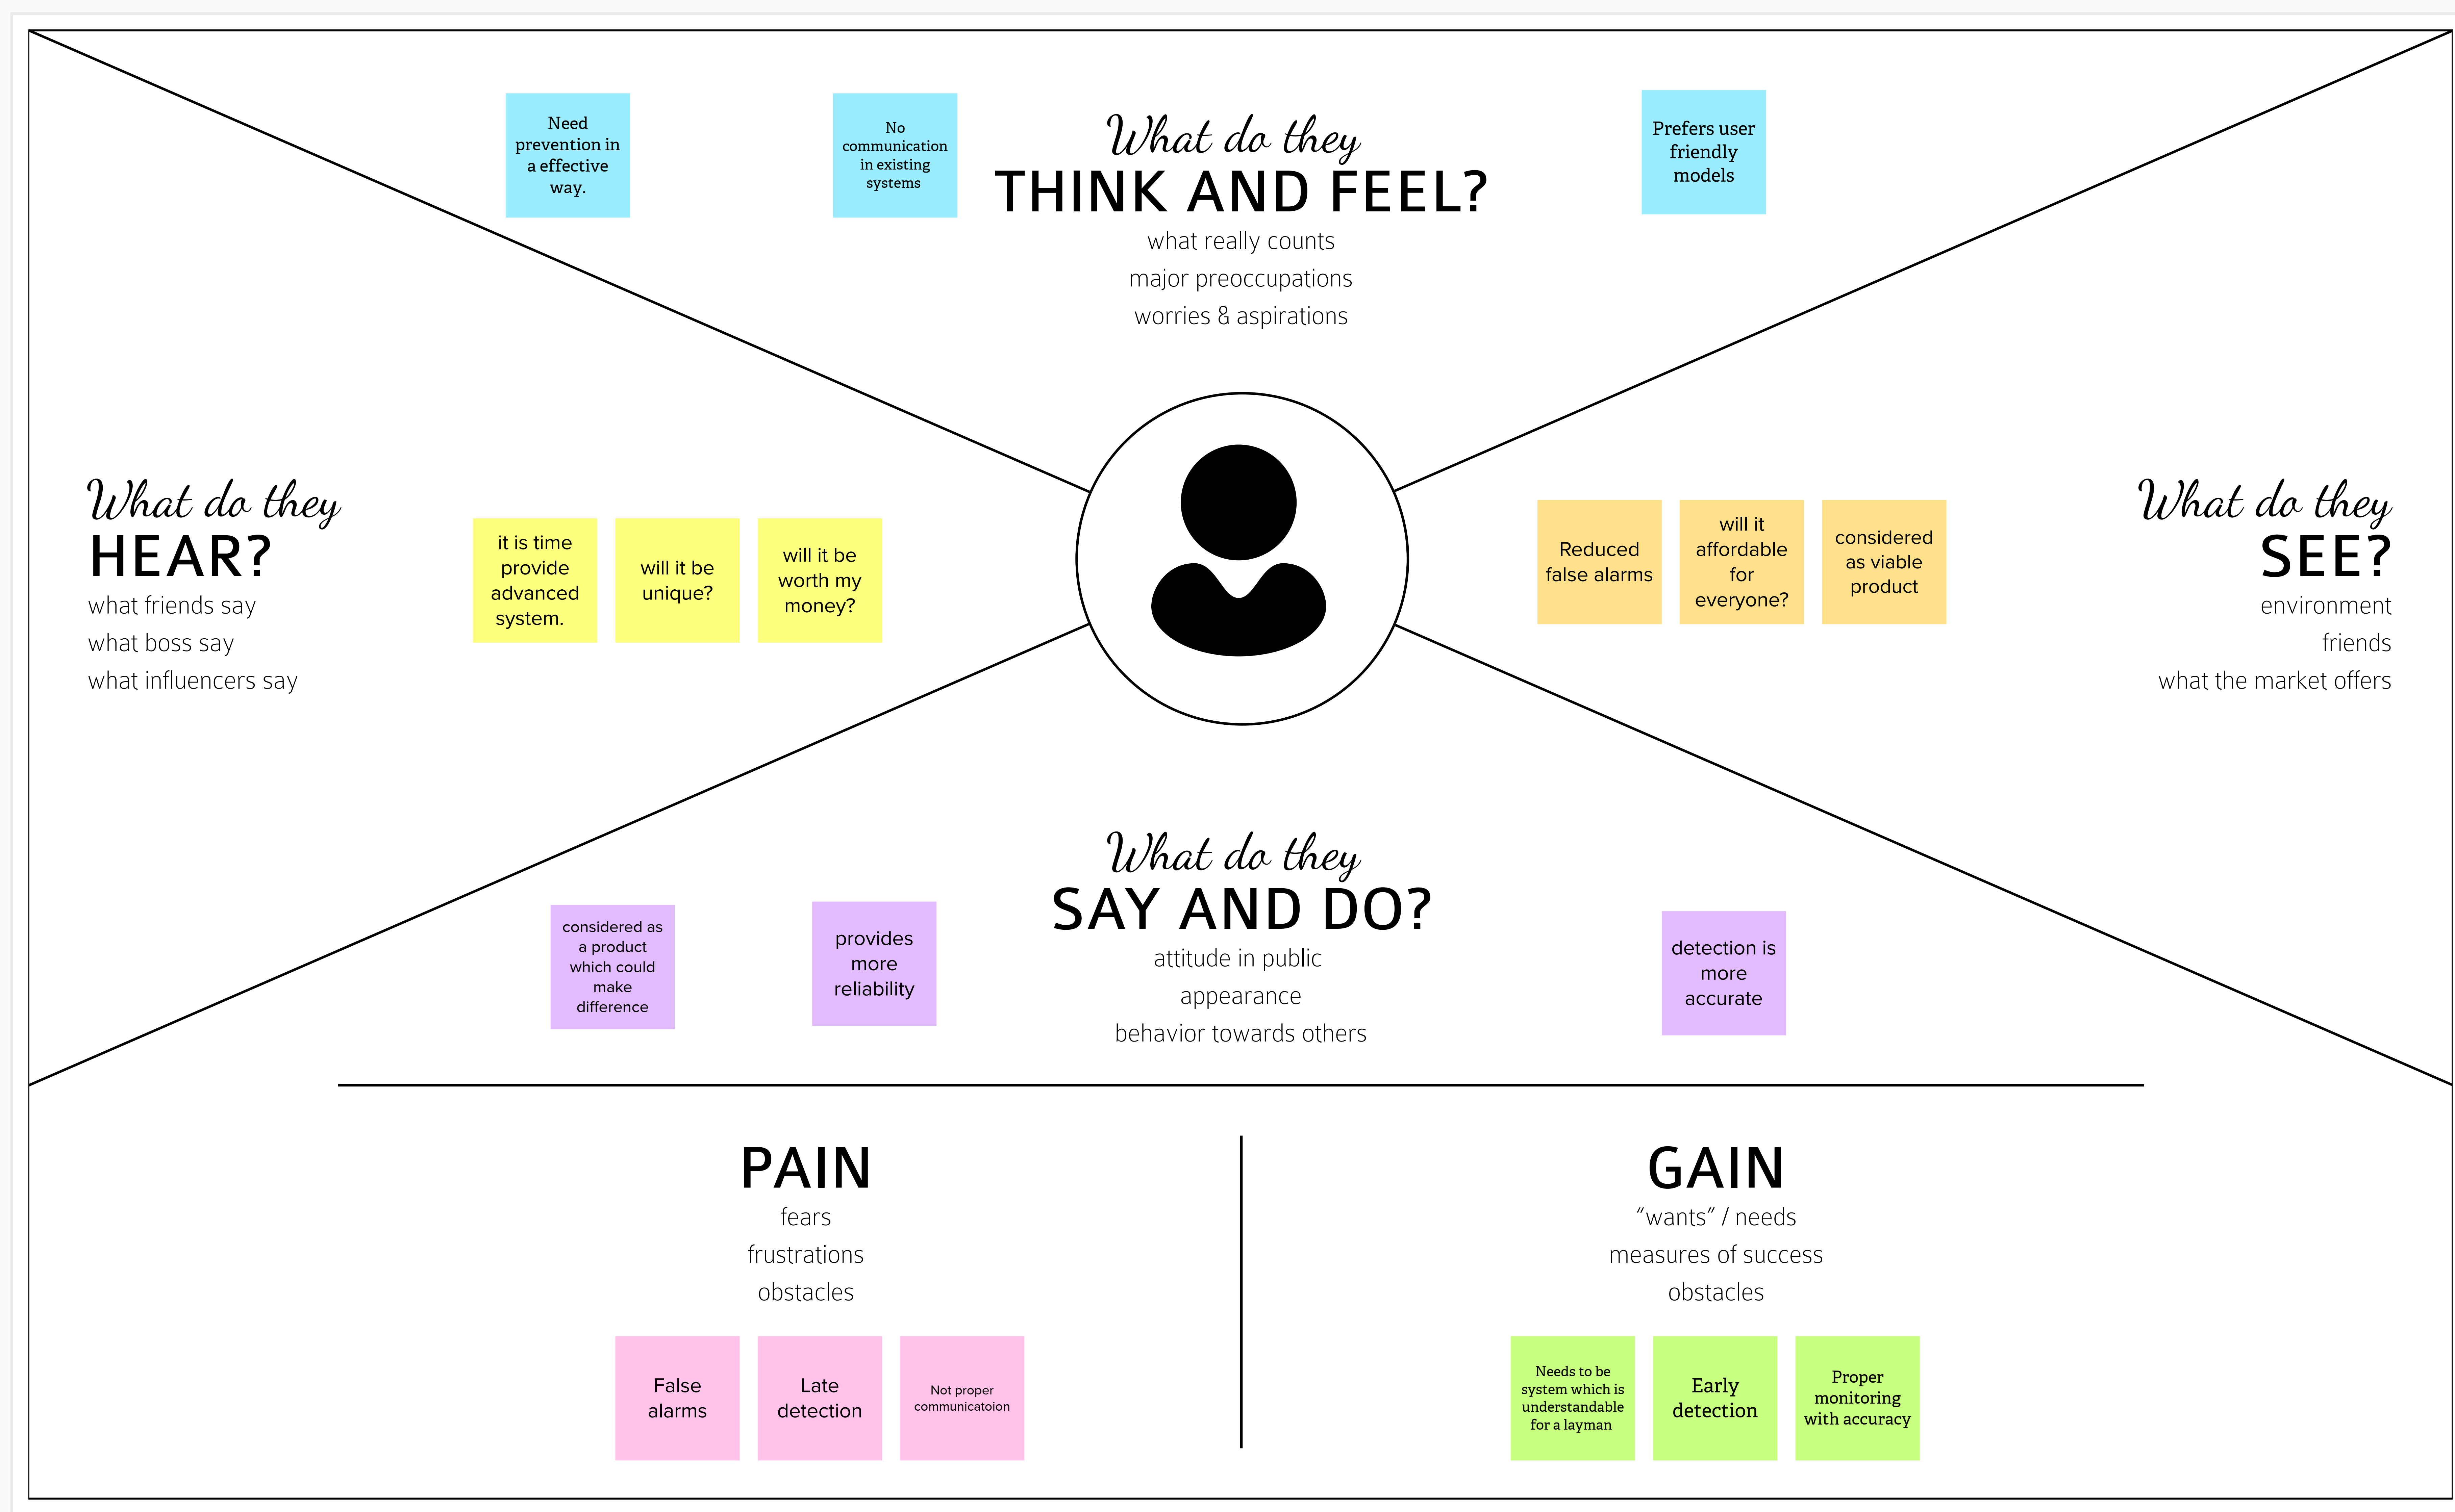 Need
prevention in
a effective
way.
No
communication
in existing
systems
What do they
THINK AND FEEL?
what really counts
major preoccupations
worries & aspirations
Prefers user
friendly
models
What do they
HEAR?
what friends say
what boss say
what influencers say
it is time
provide
advanced
system.
will it be
unique?
will it be
worth my
money?
Reduced
false alarms
will it
affordable
for
everyone?
considered
as viable
product
What do they
SEE?
environment
friends
what the market offers
What do they
SAY AND DO?
attitude in public
appearance
behavior towards others
considered as
a product
which could
make
difference
provides
more
reliability
detection is
more
accurate
PAIN
fears
frustrations
obstacles
False
alarms
Late
detection
Not proper
communicatoion
GAIN
“wants” / needs
measures of success
obstacles
Needs to be
system which is
understandable
for a layman
Early
detection
Proper
monitoring
with accuracy